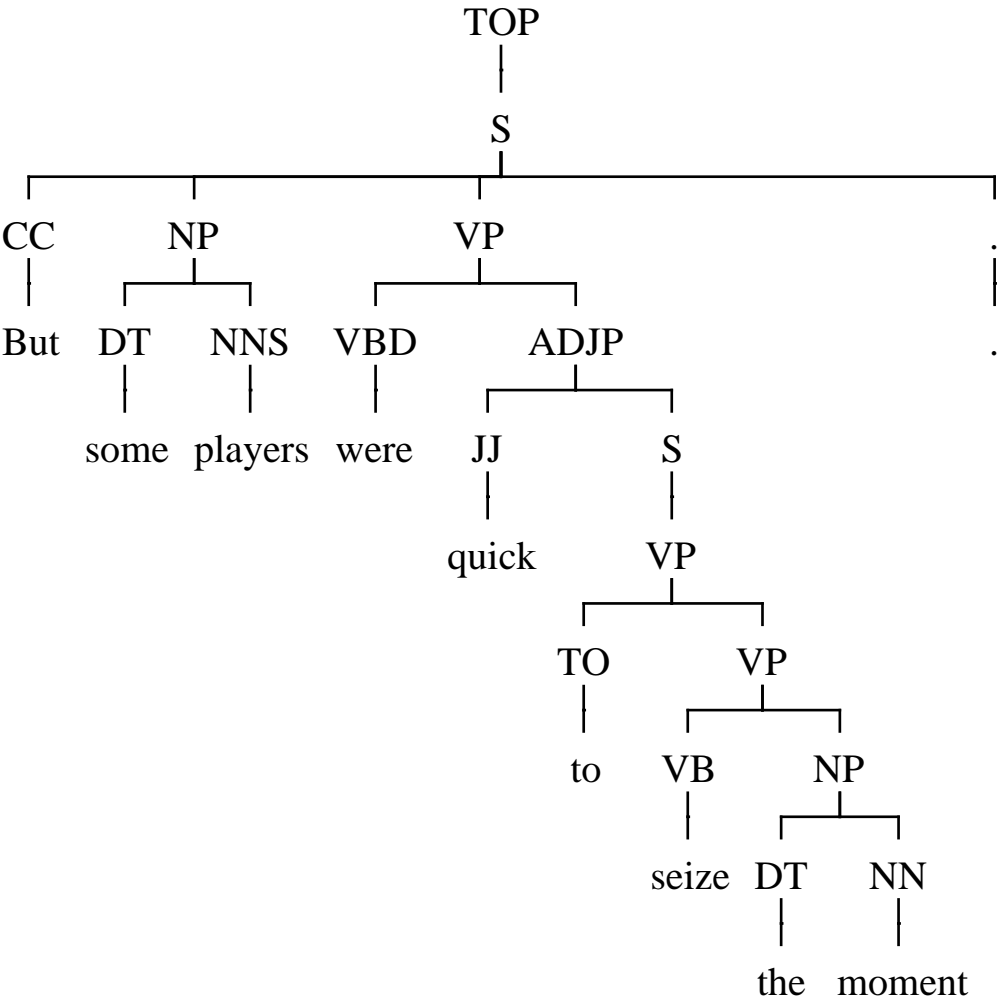 TOP
S
CC NP VP .
But DT NNS VBD ADJP .
some players were JJ S
quick VP
TO VP
to VB NP
seize DT NN
the moment